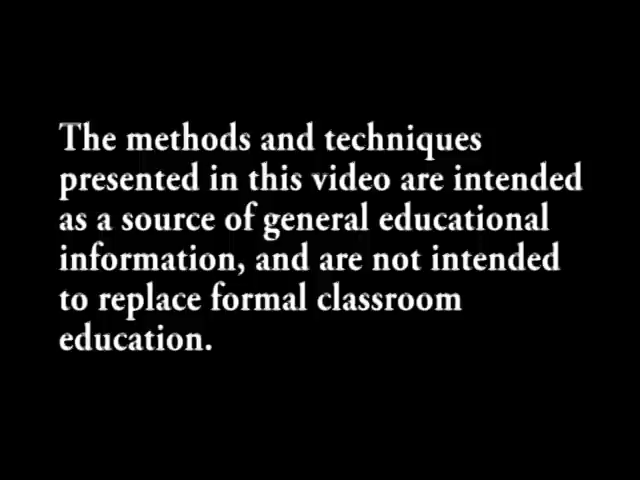 The methods and techniques
presented in this video are intended
as a source of general educational
information, and are not intended
to replace formal classroom
education.